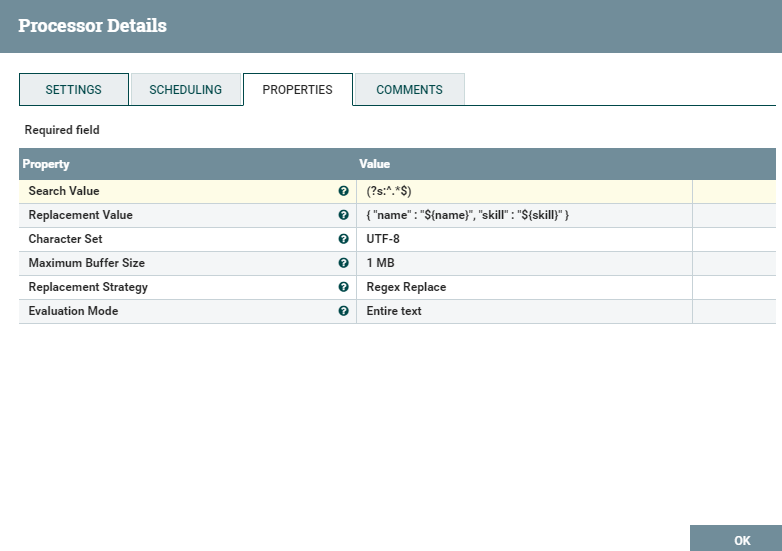 Processor Details
SETTINGS SCHEDULING PROPERTIES COMMENTS
Required field
Property Value
Search Value (?s:^.*$)
Replacement Value { "name" : "${name}", "skill" : "${skill}" }
Character Set UTF-8
Maximum Buffer Size 1 MB
Replacement Strategy Regex Replace
Evaluation Mode Entire text
OK